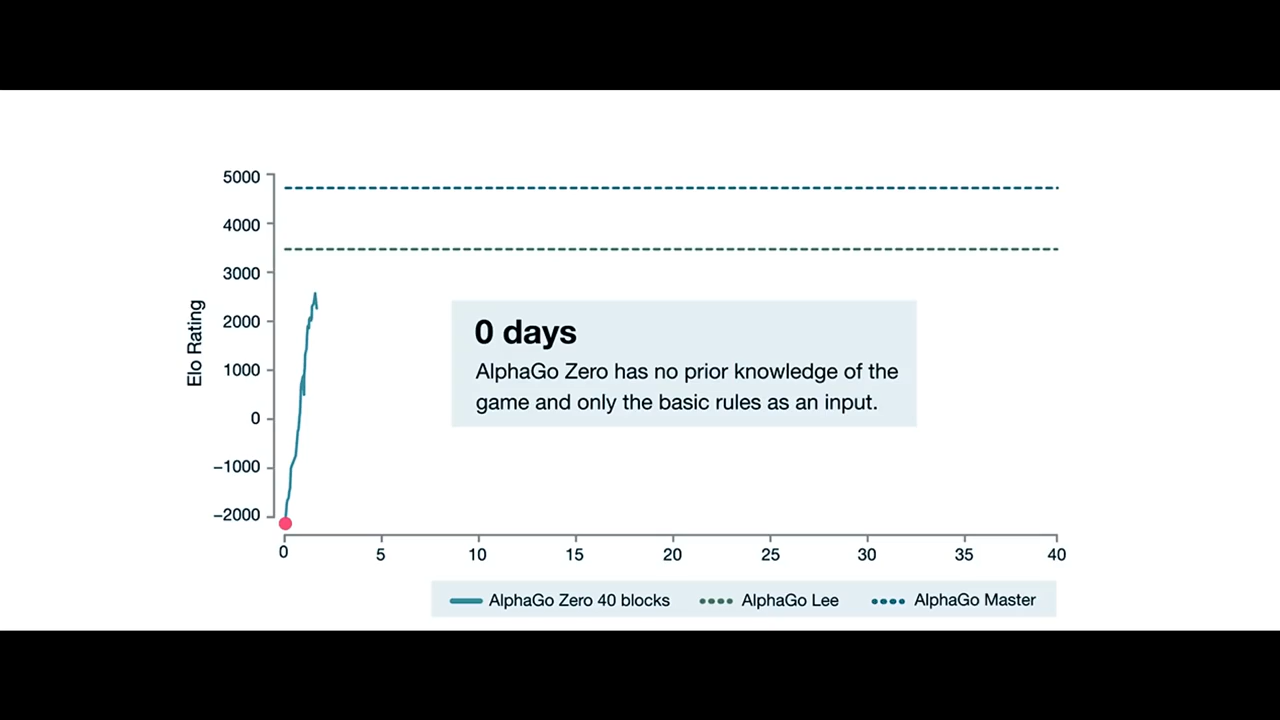 5000
4000
3000
2000
1000
0
−1000
−2000
Elo Rating
0 days
AlphaGo Zero has no prior knowledge of the
game and only the basic rules as an input.
0 5 10 15 20 25 30 35 40
AlphaGo Zero 40 blocks AlphaGo Lee AlphaGo Master